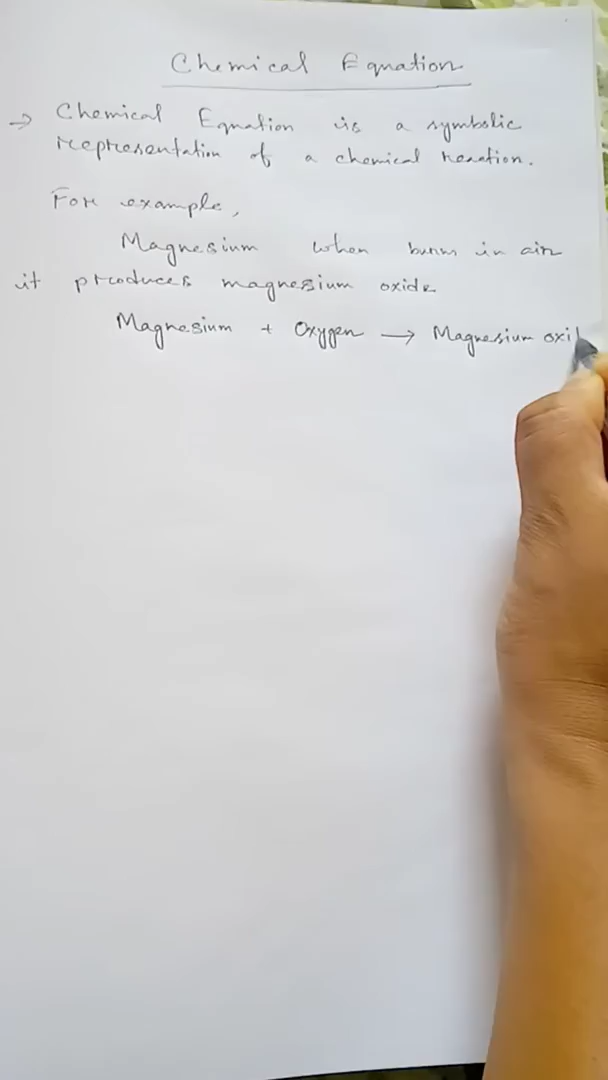 Chemical Equation
→ Chemical Equation is a symbolic
representation of a chemical reaction.
For example,
Magnesium when burns in air
it produces magnesium oxide
Magnesium + Oxygen → Magnesium oxi